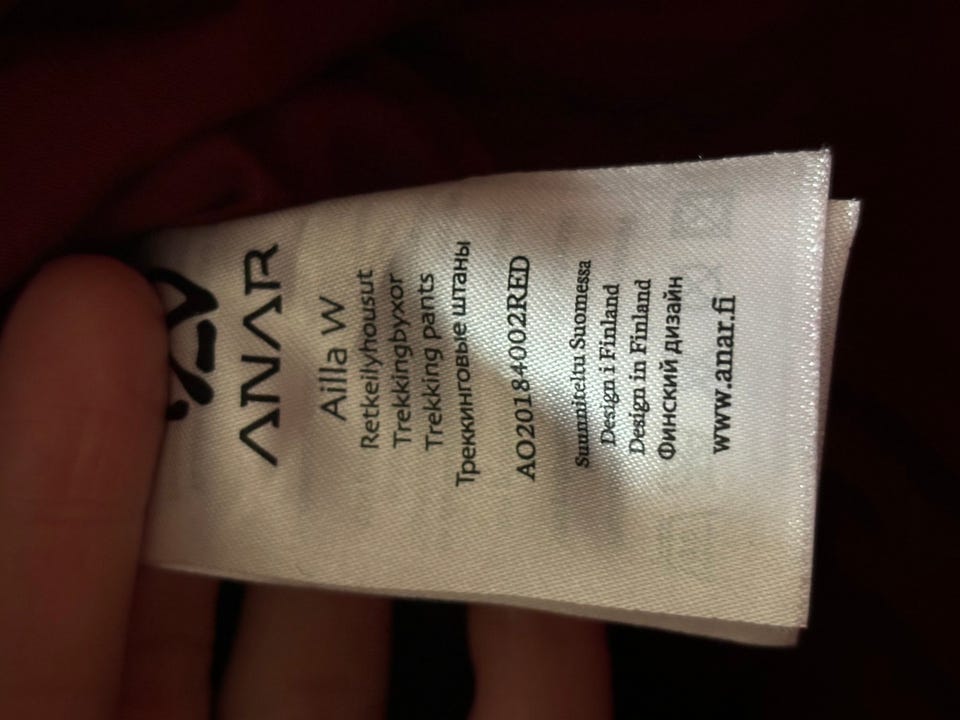 ANAR
Ailla W
Retkeilyhousut
Trekkingbyxor
Trekking pants
Треккинговые штаны
AO20184002RED
Suunniteltu Suomessa
Design i Finland
Design in Finland
Финский дизайн
www.anar.fi